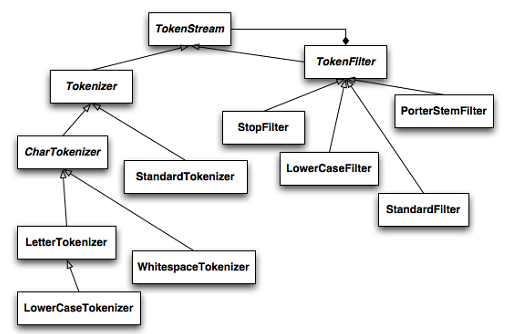 TokenStream
TokenFilter
Tokenizer
PorterStemFilter
StopFilter
CharTokenizer
LowerCaseFilter
StandardTokenizer
StandardFilter
LetterTokenizer
WhitespaceTokenizer
LowerCaseTokenizer